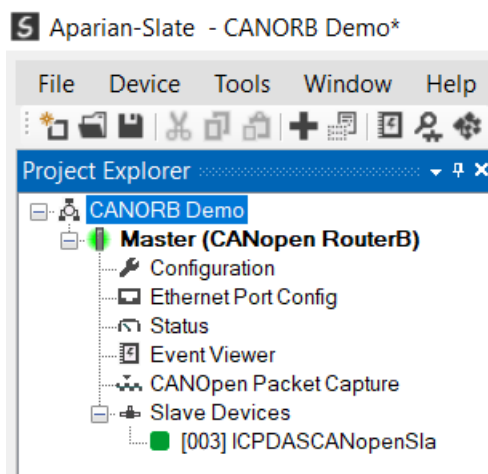 S Aparian-Slate - CANORB Demo*
File Device Tools Window Help
Project Explorer
CANORB Demo
Master (CANopen RouterB)
Configuration
Ethernet Port Config
Status
Event Viewer
CANOpen Packet Capture
Slave Devices
[003] ICPDASCANopenSla